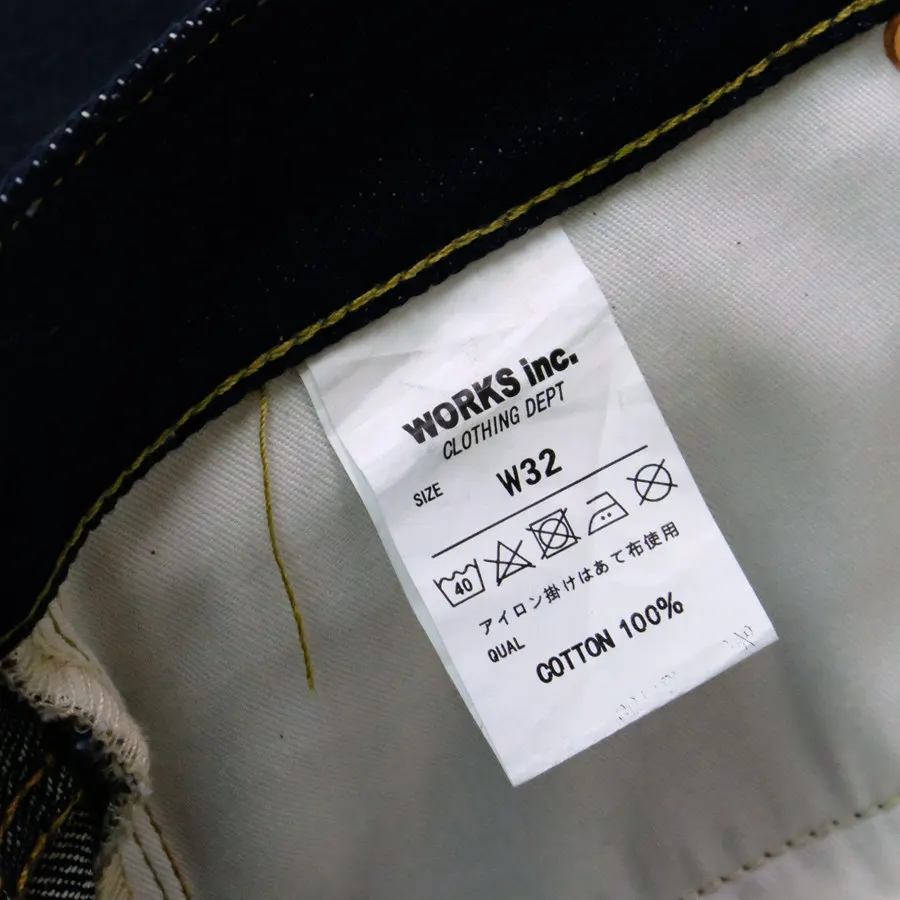 WORKS inc.
CLOTHING DEPT
SIZE W32
40
アイロン掛けはあて布使用
QUAL
COTTON 100%